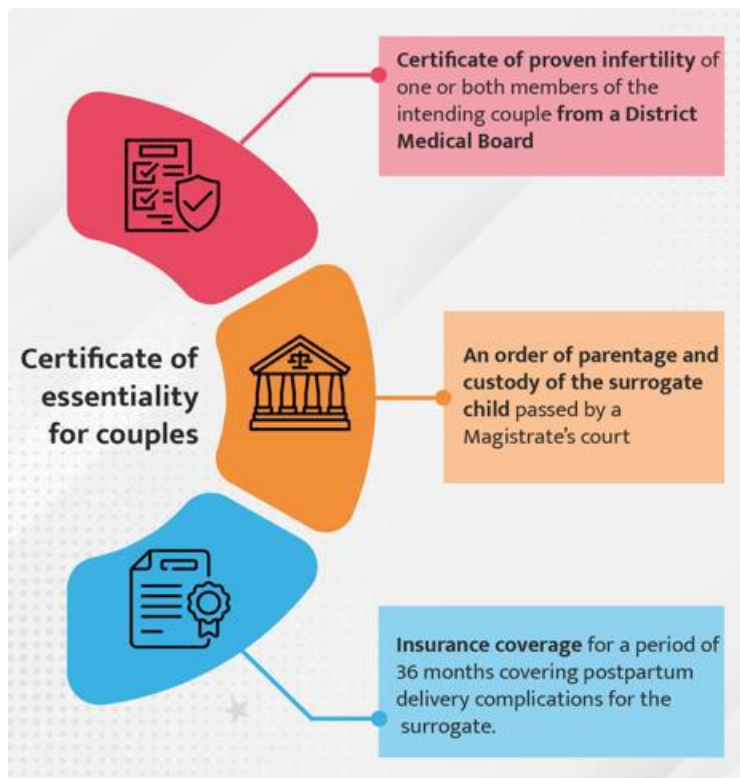 Certificate of proven infertility of
one or both members of the
intending couple from a District
Medical Board
Certificate of
essentiality
for couples
An order of parentage and
custody of the surrogate
child passed by a
Magistrate’s court
Insurance coverage for a period of
36 months covering postpartum
delivery complications for the
surrogate.